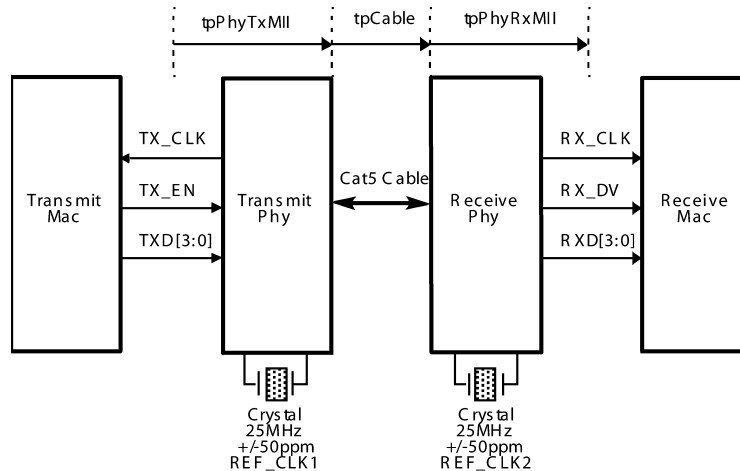 tpPhyTxMII
tpCable
tpPhyRxMII
TX_CLK
TX_EN
TXD[3:0]
Transmit
Mac
Transmit
Phy
Cat5 Cable
Receive
Phy
RX_CLK
RX_DV
RXD[3:0]
Receive
Mac
Crystal
25MHz
+/-50ppm
REF_CLK1
Crystal
25MHz
+/-50ppm
REF_CLK2